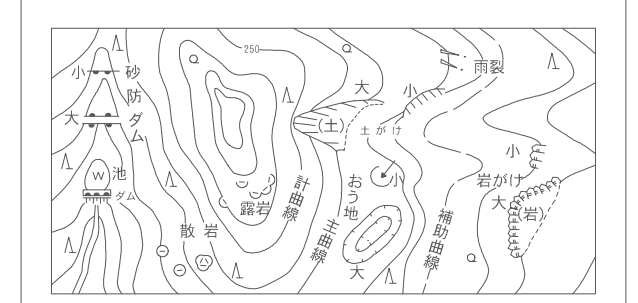 250
小 砂防ダム
大
雨裂
大
小
(土)
土がけ
小
岩がけ
大
(岩)
W 池
ダム
おう地
小
大
露岩
散岩
計曲線
主曲線
補助曲線